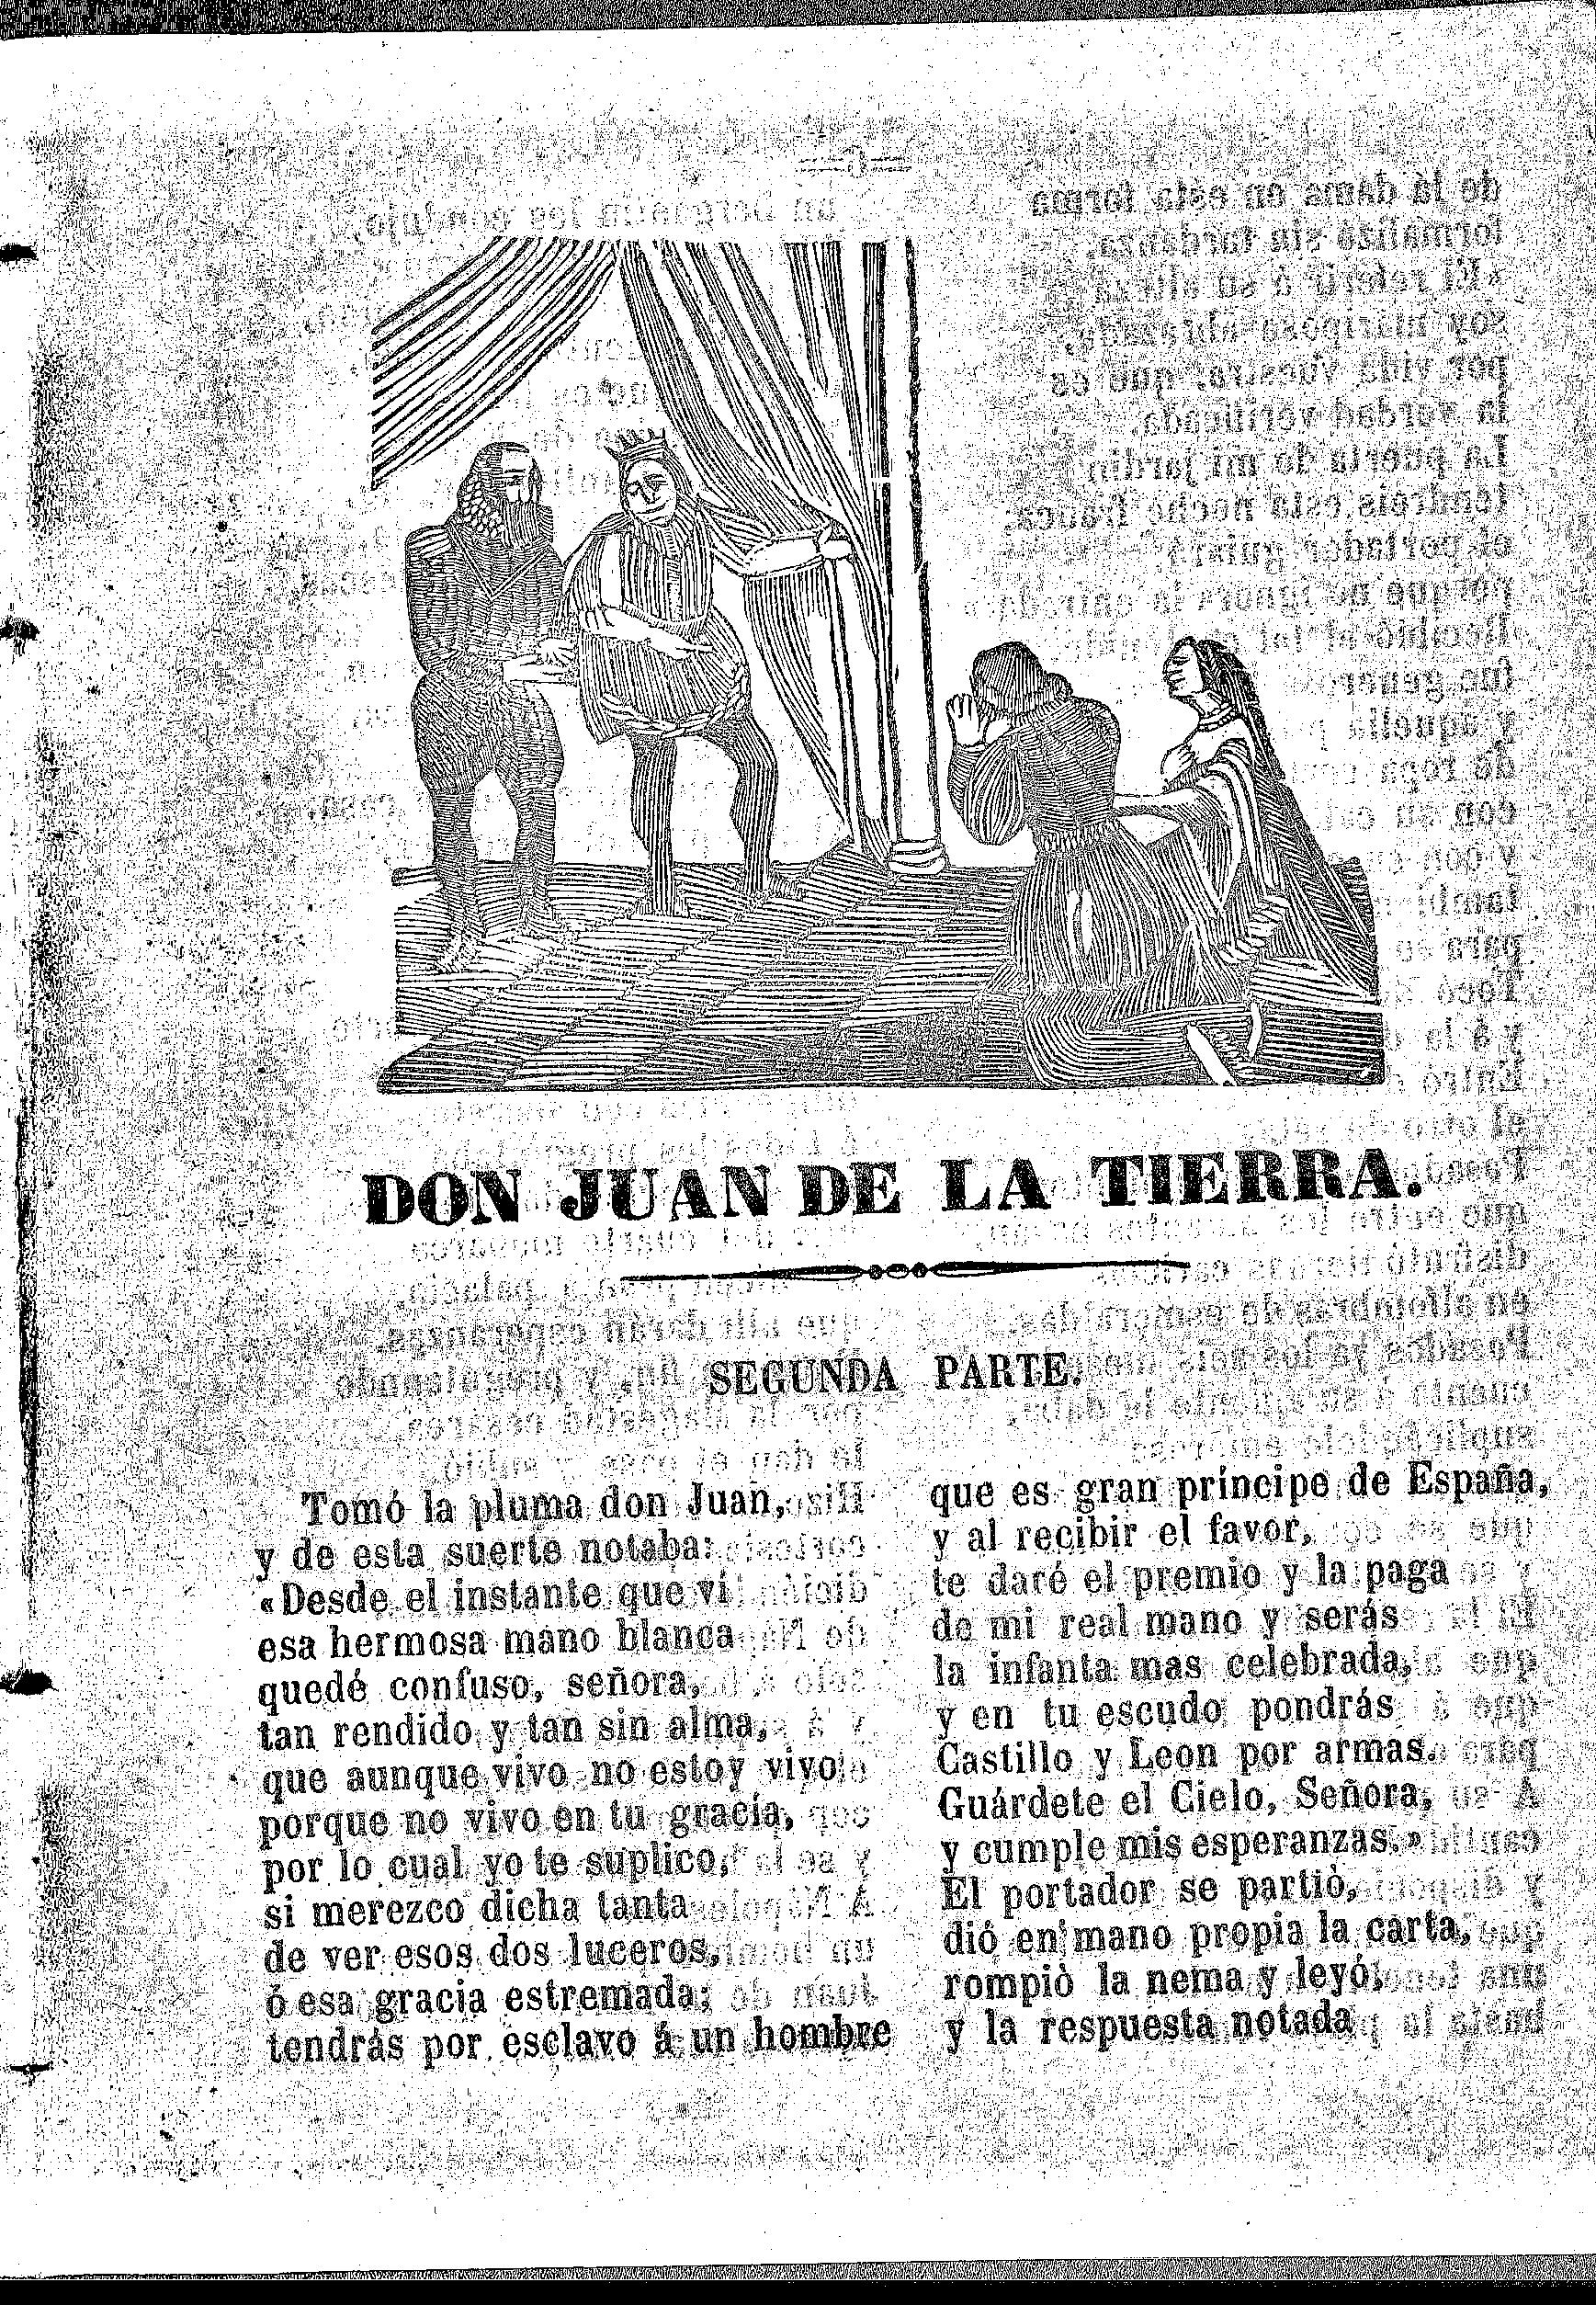 DON JUAN DE LA TIERRA.
SEGUNDA PARTE.
Tomó la pluma don Juan,
y de esta suerte notaba:
«Desde el instante que ví
esa hermosa mano blanca
quedé confuso, señora,
tan rendido y tan sin alma,
que aunque vivo no estoy vivo
porque no vivo en tu gracia,
por lo cual yo te suplico,
si merezco dicha tanta
de ver esos dos luceros,
ó esa gracia estremada;
tendrás por esclavo á un hombre
que es gran príncipe de España,
y al recibir el favor,
te daré el premio y la paga
de mi real mano y serás
la infanta mas celebrada,
y en tu escudo pondrás
Castillo y Leon por armas.
Guárdete el Cielo, Señora,
y cumple mis esperanzas.»
El portador se partiò,
dió en mano propia la carta,
rompiò la nema y leyó,
y la respuesta notada